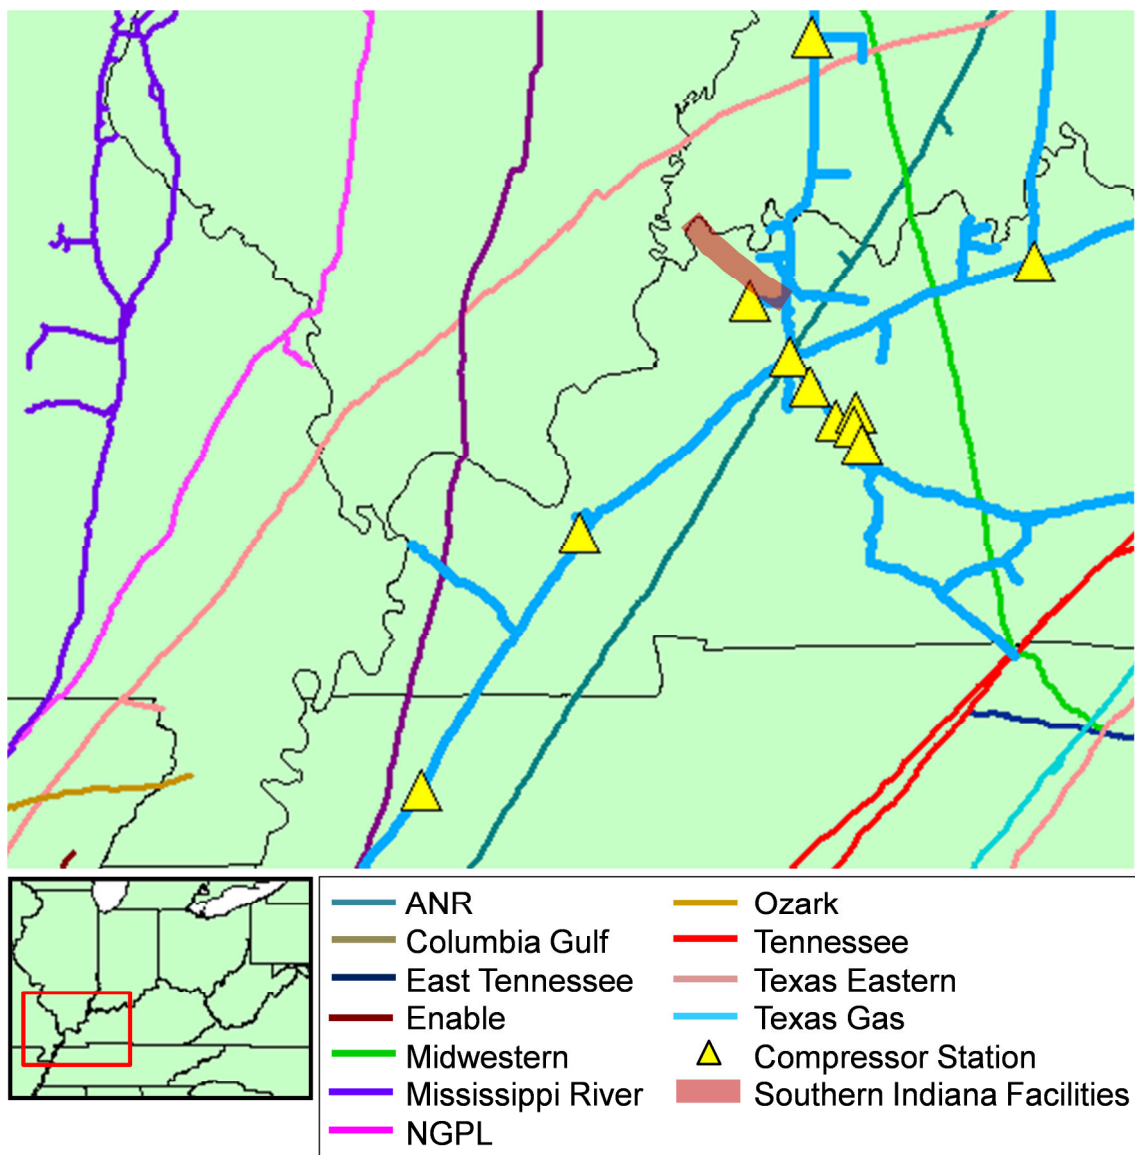 ANR
Columbia Gulf
East Tennessee
Enable
Midwestern
Mississippi River
NGPL
Ozark
Tennessee
Texas Eastern
Texas Gas
Compressor Station
Southern Indiana Facilities